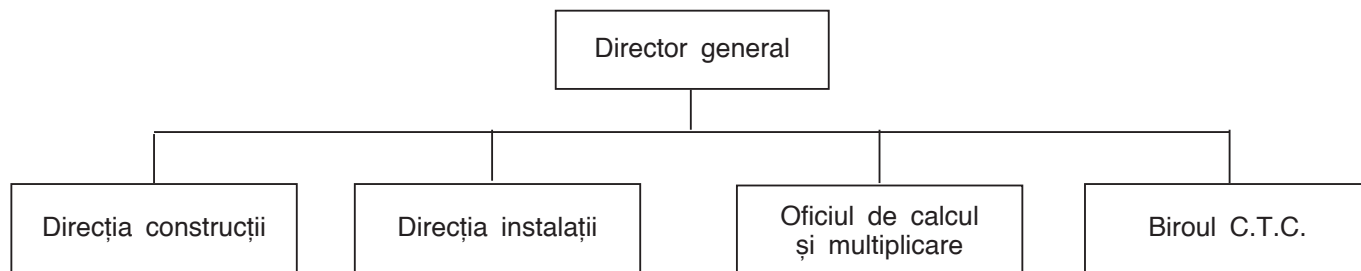 Director general
Direcția construcții
Direcția instalații
Oficiul de calcul
și multiplicare
Biroul C.T.C.